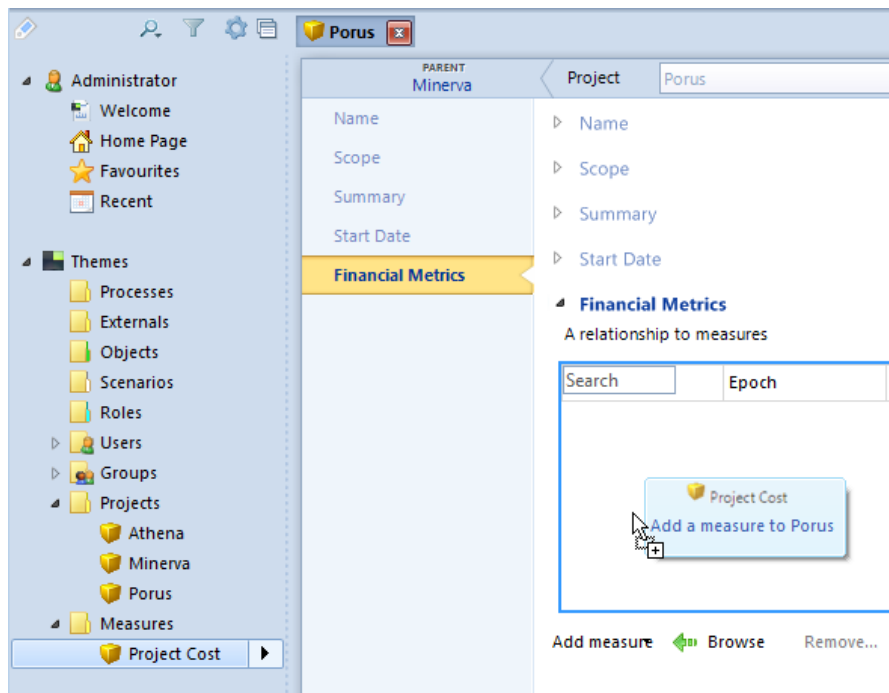 Porus
Administrator
Welcome
Home Page
Favourites
Recent
Themes
Processes
Externals
Objects
Scenarios
Roles
Users
Groups
Projects
Athena
Minerva
Porus
Measures
Project Cost
PARENT
Minerva
Project
Porus
Name
Scope
Summary
Start Date
Financial Metrics
Name
Scope
Summary
Start Date
Financial Metrics
A relationship to measures
Search
Epoch
Project Cost
Add a measure to Porus
Add measure
Browse
Remove...